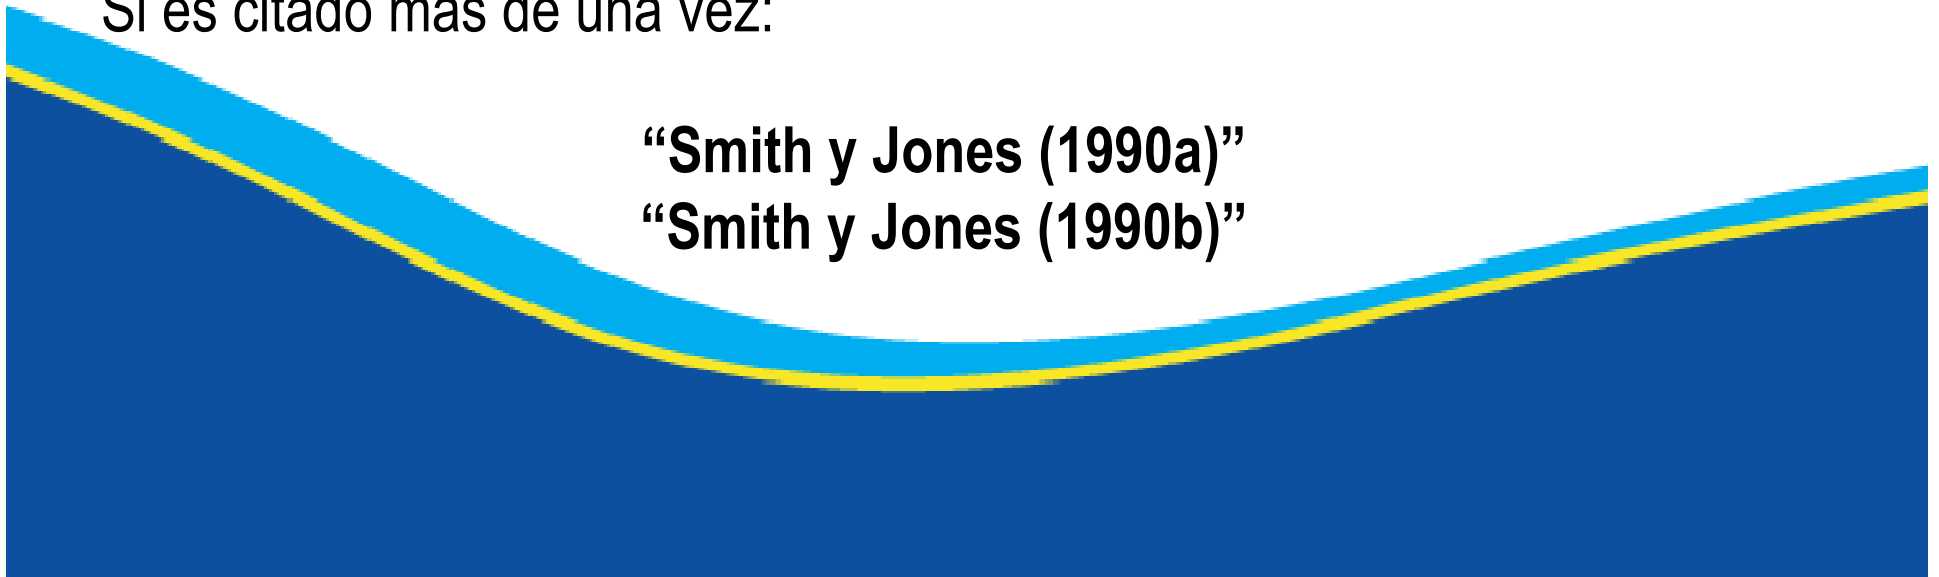 Si es citado más de una vez:
“Smith y Jones (1990a)”
“Smith y Jones (1990b)”